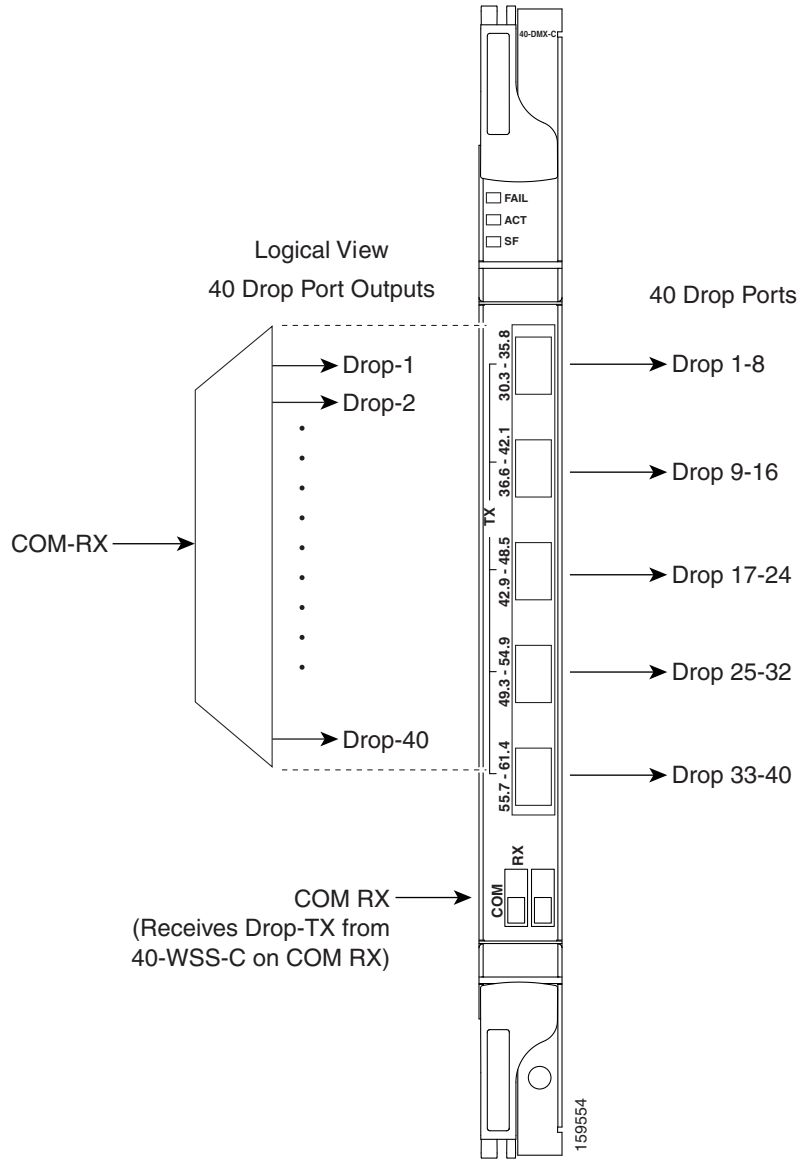 40-DMX-C
FAIL
ACT
SF
Logical View
40 Drop Port Outputs
40 Drop Ports
Drop-1
Drop-2
Drop-40
COM-RX
30.3 - 35.8
36.6 - 42.1
42.9 - 48.5
49.3 - 54.9
55.7 - 61.4
TX
Drop 1-8
Drop 9-16
Drop 17-24
Drop 25-32
Drop 33-40
RX
COM
COM RX
(Receives Drop-TX from
40-WSS-C on COM RX)
159554